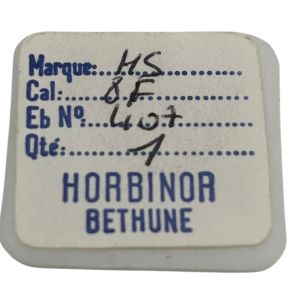 Marque: HS
Cal: 8F
Eb Nº 407
Qté: 1
HORBINOR
BETHUNE